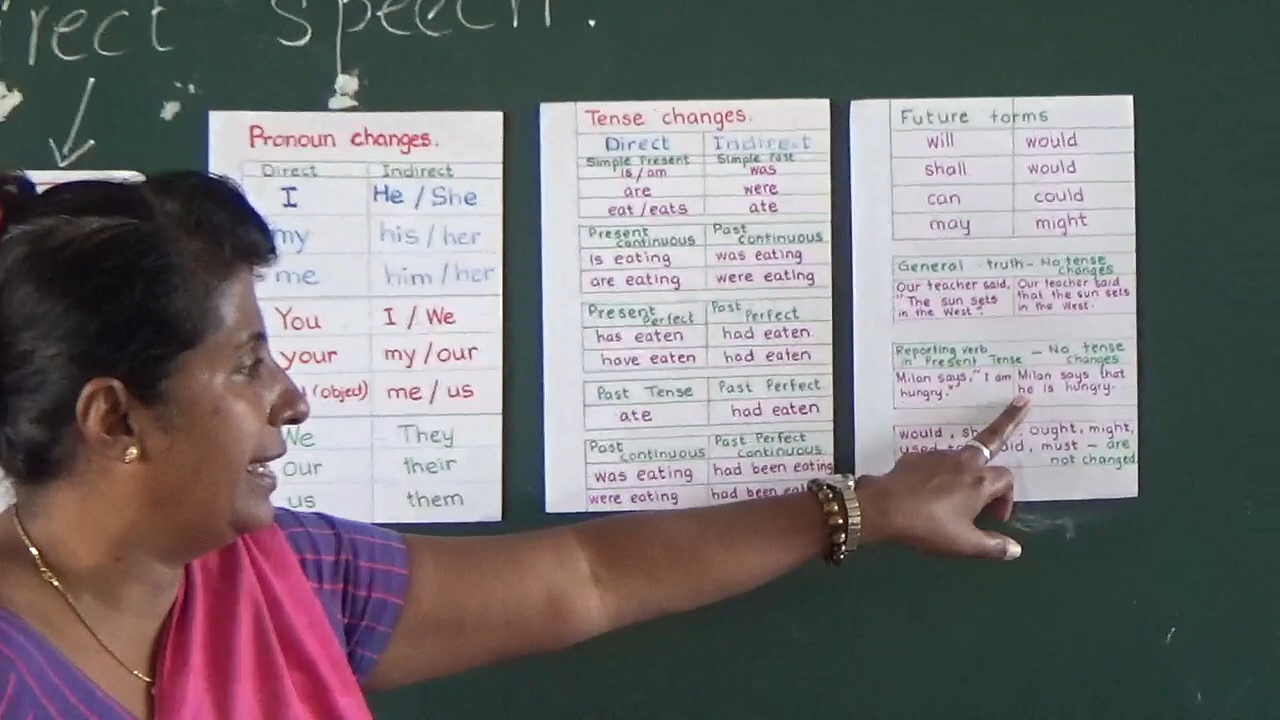 rect Speech.
Pronoun changes.
Direct Indirect
I He / She
my his / her
me him / her
You I / We
your my / our
(object) me / us
We They
our their
us them
Tense changes.
Direct Indirect
Simple Present Simple Past
is / am was
are were
eat / eats ate
Present continuous Past continuous
is eating was eating
are eating were eating
Present Perfect Past Perfect
has eaten had eaten
have eaten had eaten
Past Tense Past Perfect
ate had eaten
Past continuous Past Perfect continuous
was eating had been eating
were eating had been
Future forms
will would
shall would
can could
may might
General truth - No tense changes
Our teacher said, "The sun sets in the West".
Our teacher said that the sun sets in the West.
Reporting verb in Present Tense - No tense changes
Milan says, "I am hungry."
Milan says that he is hungry.
would, ought, might,
used must - are
not changed